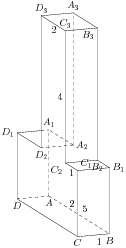 D₃ A₃
C₃
2 B₃
4
D₁ A₁
D₂ A₂
C₂ C₁ B₂ B₁
1
D A 2 5
C 1 B